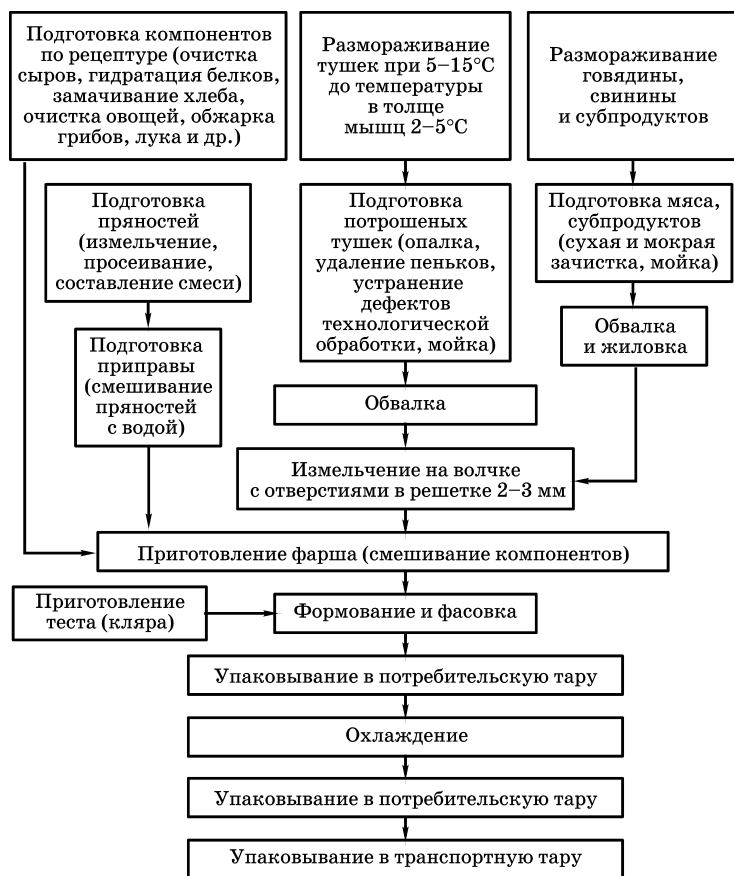 Подготовка компонентов
по рецептуре (очистка
сыров, гидратация белков,
замачивание хлеба,
очистка овощей, обжарка
грибов, лука и др.)
Размораживание
тушек при 5–15°С
до температуры
в толще
мышц 2–5°С
Размораживание
говядины,
свинины
и субпродуктов
Подготовка
пряностей
(измельчение,
просеивание,
составление смеси)
Подготовка
потрошеных
тушек (опалка,
удаление пеньков,
устранение
дефектов
технологической
обработки, мойка)
Подготовка мяса,
субпродуктов
(сухая и мокрая
зачистка, мойка)
Подготовка
приправы
(смешивание
пряностей
с водой)
Обвалка
и жиловка
Обвалка
Измельчение на волчке
с отверстиями в решетке 2–3 мм
Приготовление фарша (смешивание компонентов)
Приготовление
теста (кляра)
Формование и фасовка
Упаковывание в потребительскую тару
Охлаждение
Упаковывание в потребительскую тару
Упаковывание в транспортную тару